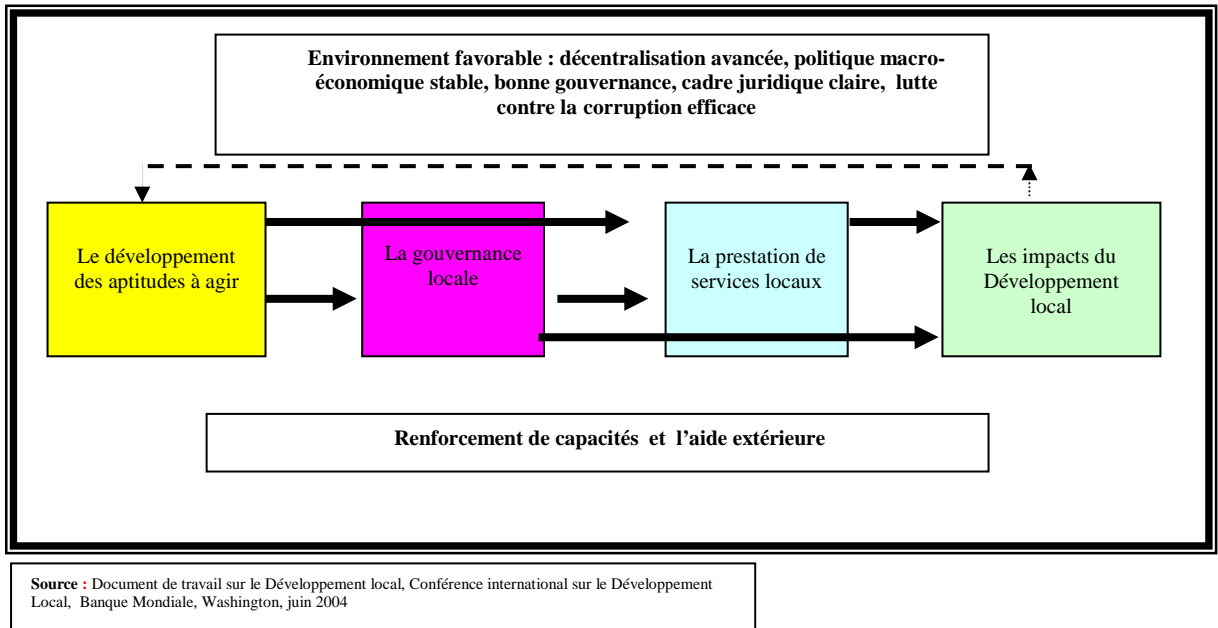 Environnement favorable : décentralisation avancée, politique macro-
économique stable, bonne gouvernance, cadre juridique claire, lutte
contre la corruption efficace
Le développement
des aptitudes à agir
La gouvernance
locale
La prestation de
services locaux
Les impacts du
Développement
local
Renforcement de capacités et l’aide extérieure
Source : Document de travail sur le Développement local, Conférence international sur le Développement
Local, Banque Mondiale, Washington, juin 2004